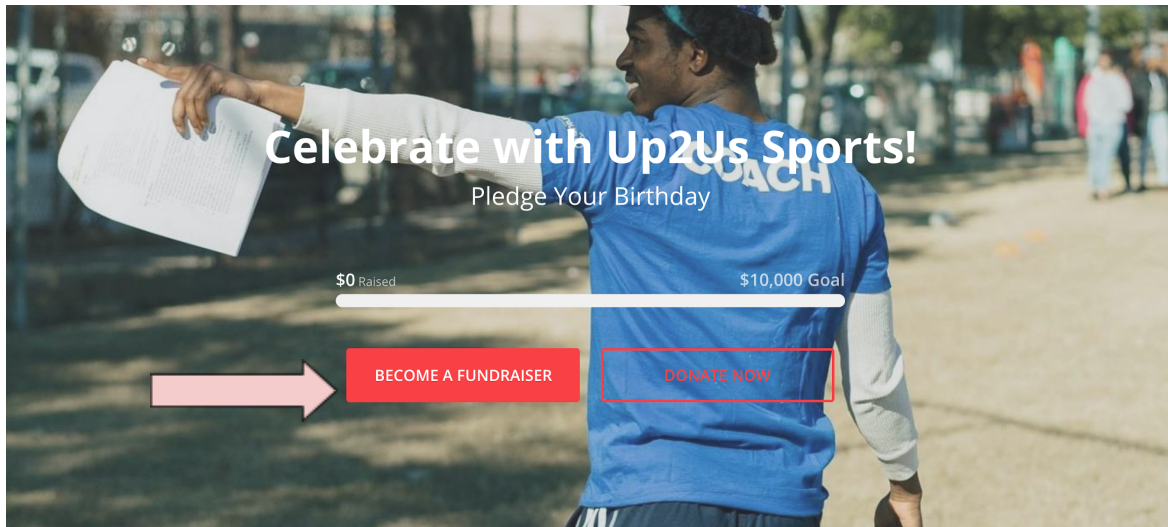 Celebrate with Up2Us Sports!
COACH
Pledge Your Birthday
$0 Raised
$10,000 Goal
BECOME A FUNDRAISER
DONATE NOW